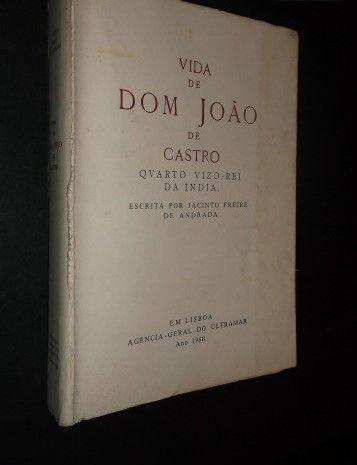 VIDA
DE
DOM JOÃO
DE
CASTRO
QVARTO VIZO-REI
DA ÍNDIA.
ESCRITA POR JACINTO FREIRE
DE ANDRADA
EM LISBOA
AGENCIA-GERAL DO ULTRAMAR
Ano 1968